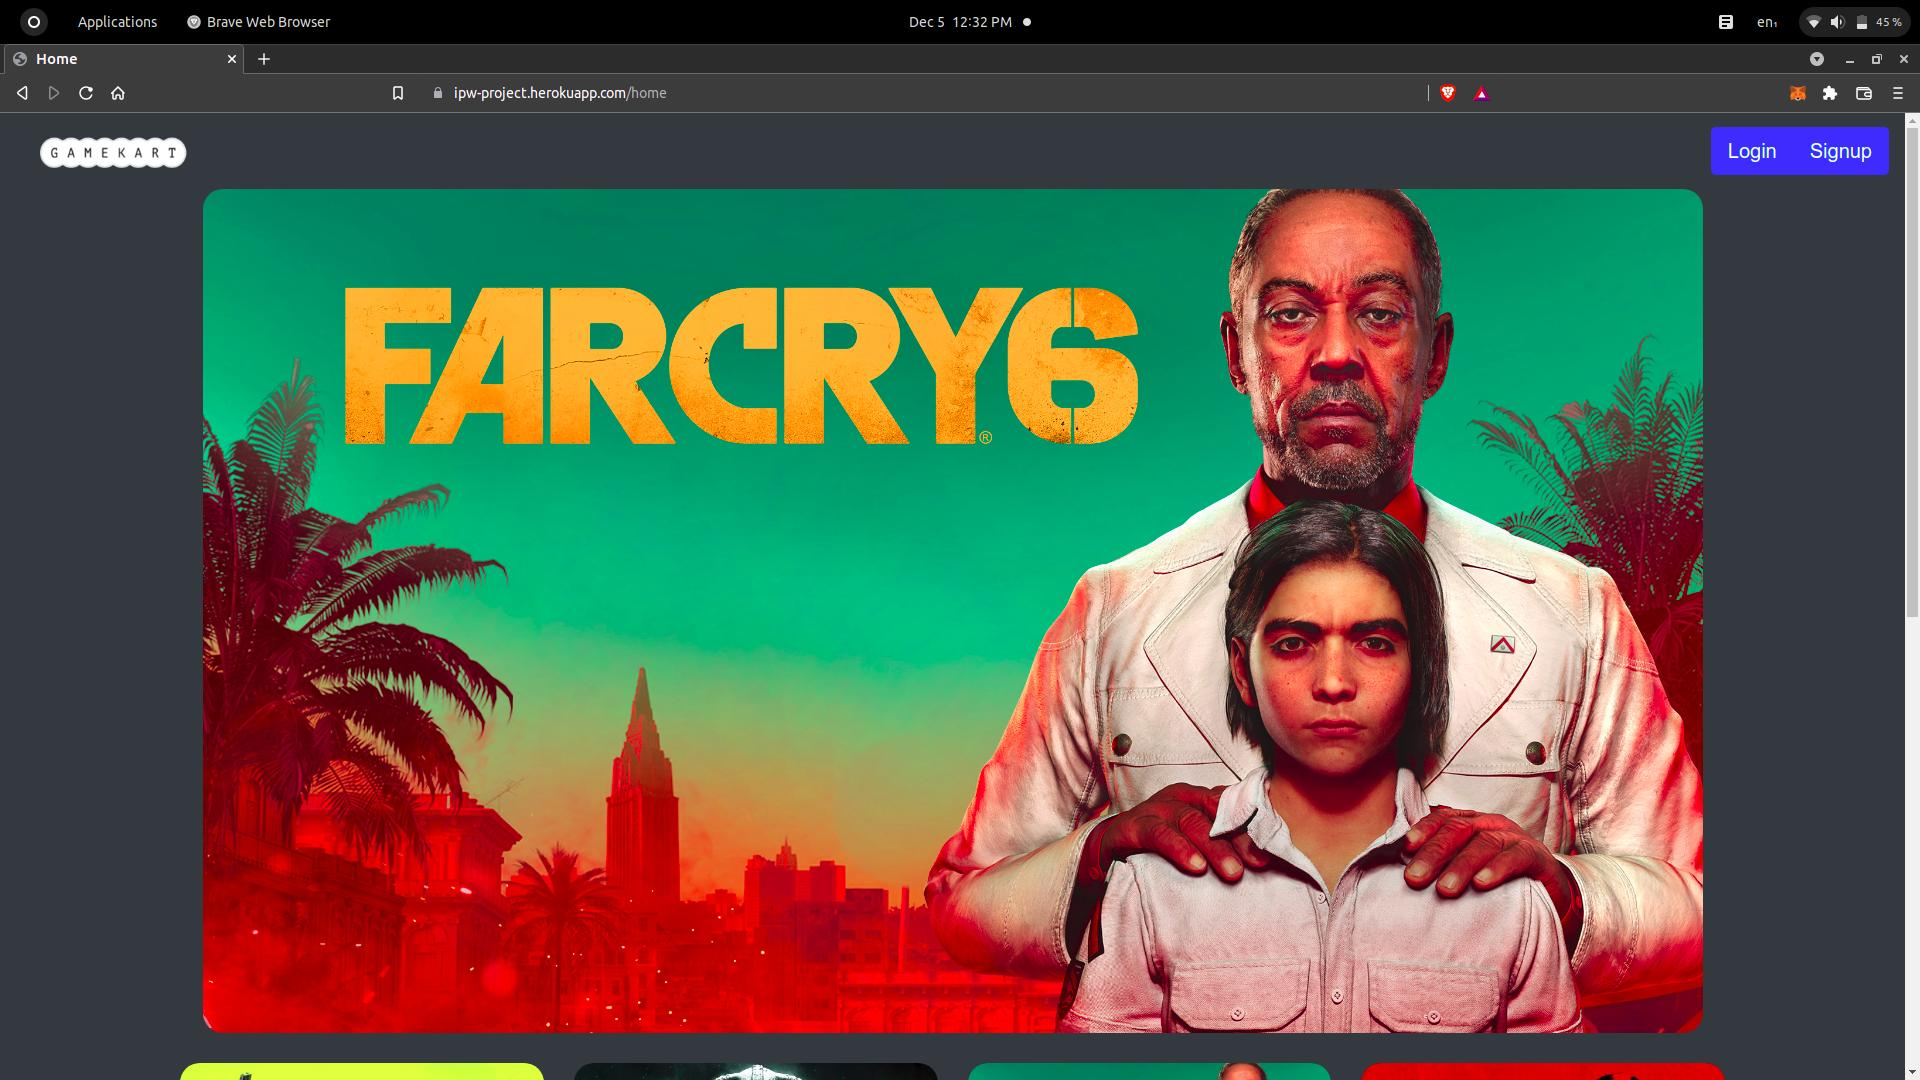 Applications Brave Web Browser Dec 5 12:32 PM en₁ 45 %
Home
ipw-project.herokuapp.com/home
GAMEKART Login Signup
FARCRY6®